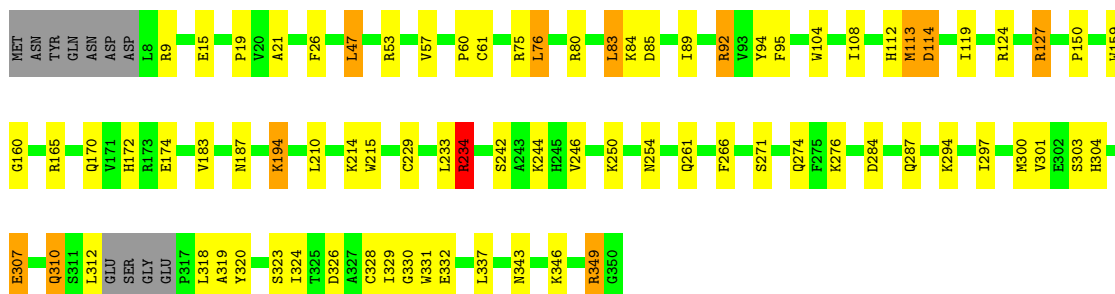 MET ASN TYR GLN ASN ASP ASP L8 R9 E15 P19 V20 A21 F26 L47 R53 V57 P60 C61 R75 L76 R80 L83 K84 D85 I89 R92 V93 Y94 F95 W104 I108 H112 M113 D114 I119 R124 R127 P150 W159
G160 R165 Q170 V171 H172 R173 E174 V183 N187 K194 L210 K214 W215 C229 L233 R234 S242 A243 K244 H245 V246 K250 N254 Q261 F266 S271 Q274 F275 K276 D284 Q287 K294 I297 M300 V301 E302 S303 H304
E307 Q310 S311 L312 GLU SER GLY GLU P317 L318 A319 Y320 S323 I324 T325 D326 A327 C328 I329 G330 W331 E332 L337 N343 K346 R349 G350